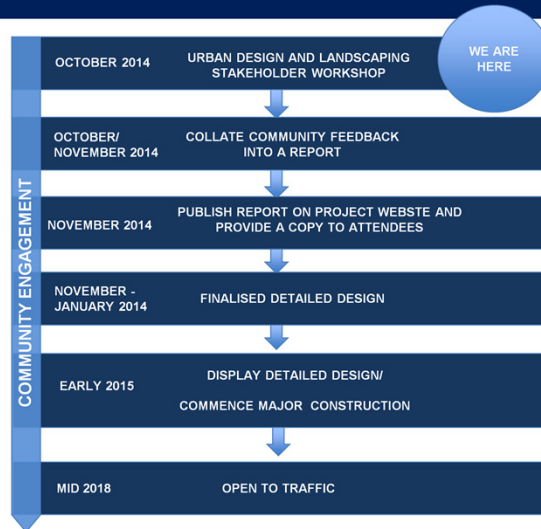 WE ARE
HERE
OCTOBER 2014
URBAN DESIGN AND LANDSCAPING
STAKEHOLDER WORKSHOP
OCTOBER/
NOVEMBER 2014
COLLATE COMMUNITY FEEDBACK
INTO A REPORT
NOVEMBER 2014
PUBLISH REPORT ON PROJECT WEBSTE AND
PROVIDE A COPY TO ATTENDEES
NOVEMBER -
JANUARY 2014
FINALISED DETAILED DESIGN
EARLY 2015
DISPLAY DETAILED DESIGN/
COMMENCE MAJOR CONSTRUCTION
MID 2018
OPEN TO TRAFFIC
COMMUNITY ENGAGEMENT